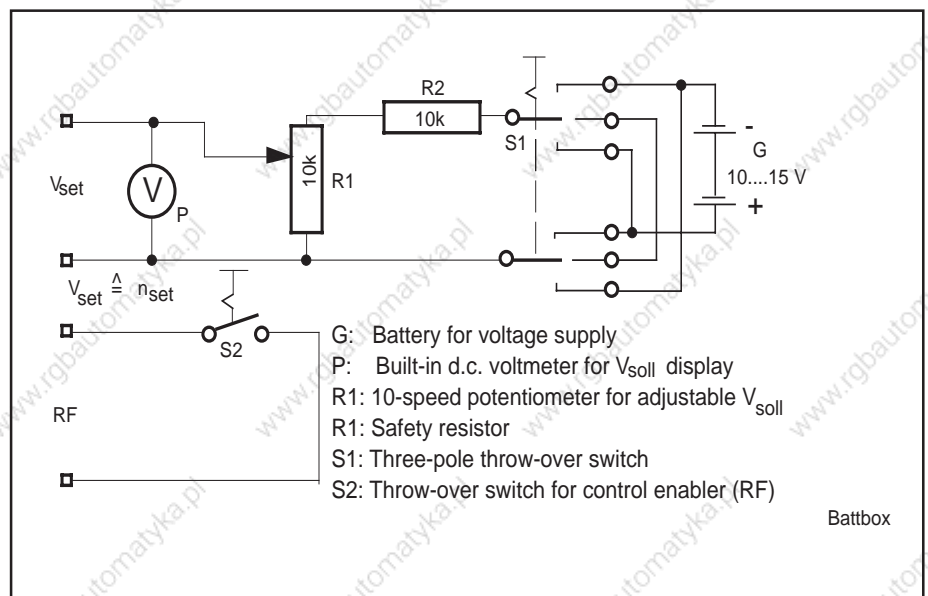 R2
10k
S1
-
G
10....15 V
+
10k
R1
Vset
V
P
Vset ≙ nset
S2
RF
G: Battery for voltage supply
P: Built-in d.c. voltmeter for Vsoll display
R1: 10-speed potentiometer for adjustable Vsoll
R1: Safety resistor
S1: Three-pole throw-over switch
S2: Throw-over switch for control enabler (RF)
Battbox
www.rgbautomatyka.pl